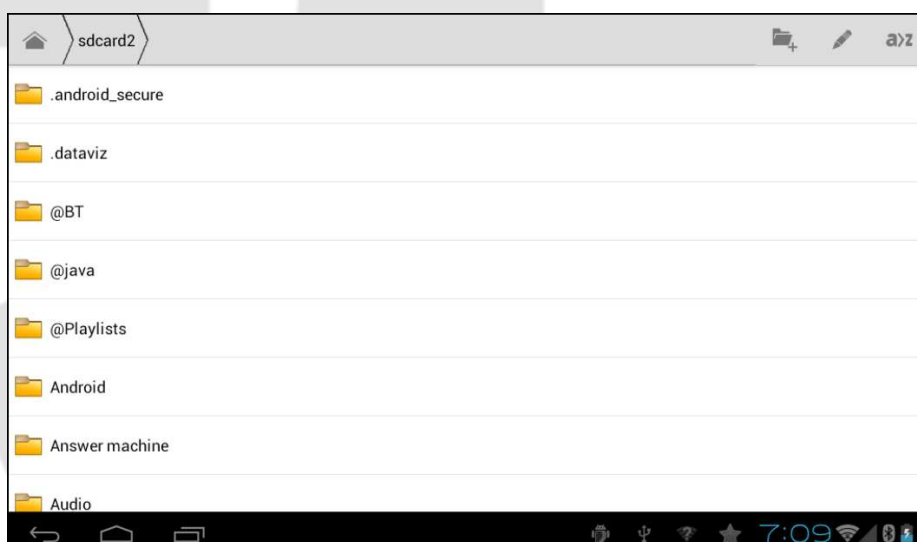 sdcard2
a>z
.android_secure
.dataviz
@BT
@java
@Playlists
Android
Answer machine
Audio
7:09